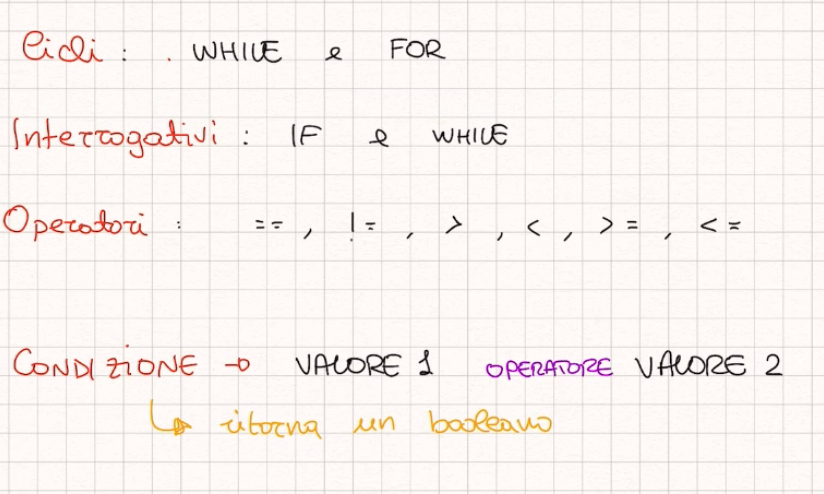 Cicli : . WHILE e FOR
Interrogativi : IF e WHILE
Operatori : == , != , > , < , >= , <=
CONDIZIONE → VALORE 1 OPERATORE VALORE 2
↳ ritorna un booleano